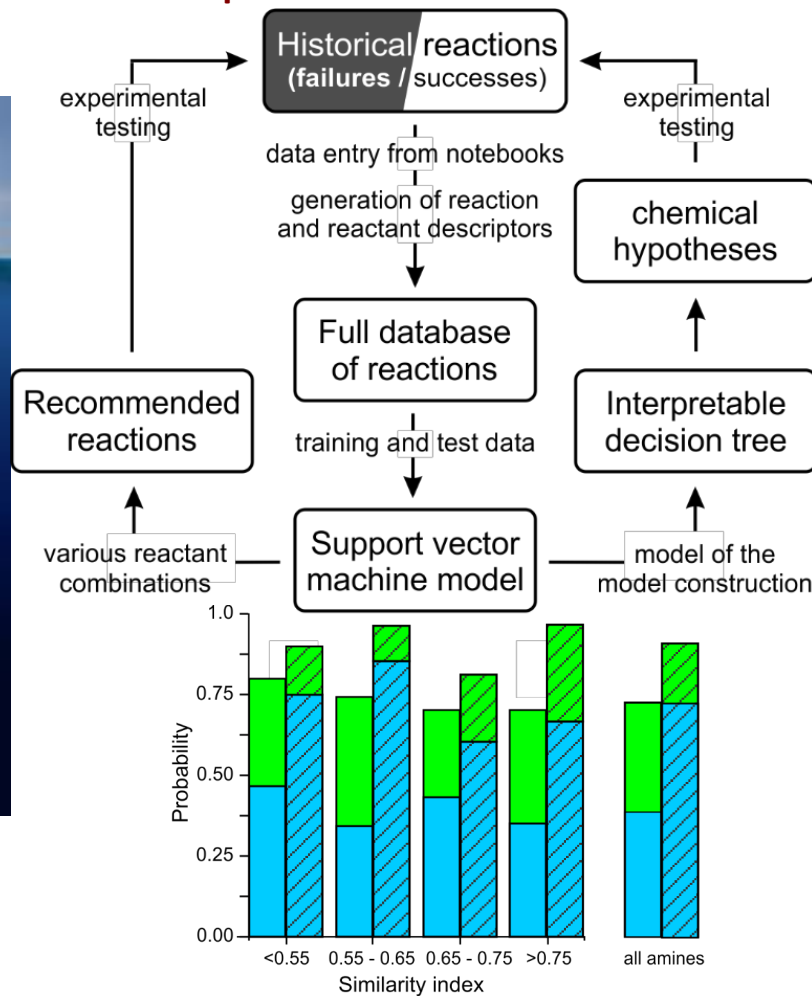 Historical reactions
(failures / successes)
experimental
testing
experimental
testing
data entry from notebooks
generation of reaction
and reactant descriptors
chemical
hypotheses
Full database
of reactions
Recommended
reactions
Interpretable
decision tree
training and test data
various reactant
combinations
Support vector
machine model
model of the
model construction
1.0
0.75
0.50
0.25
0.00
Probability
<0.55
0.55 - 0.65
0.65 - 0.75
>0.75
all amines
Similarity index